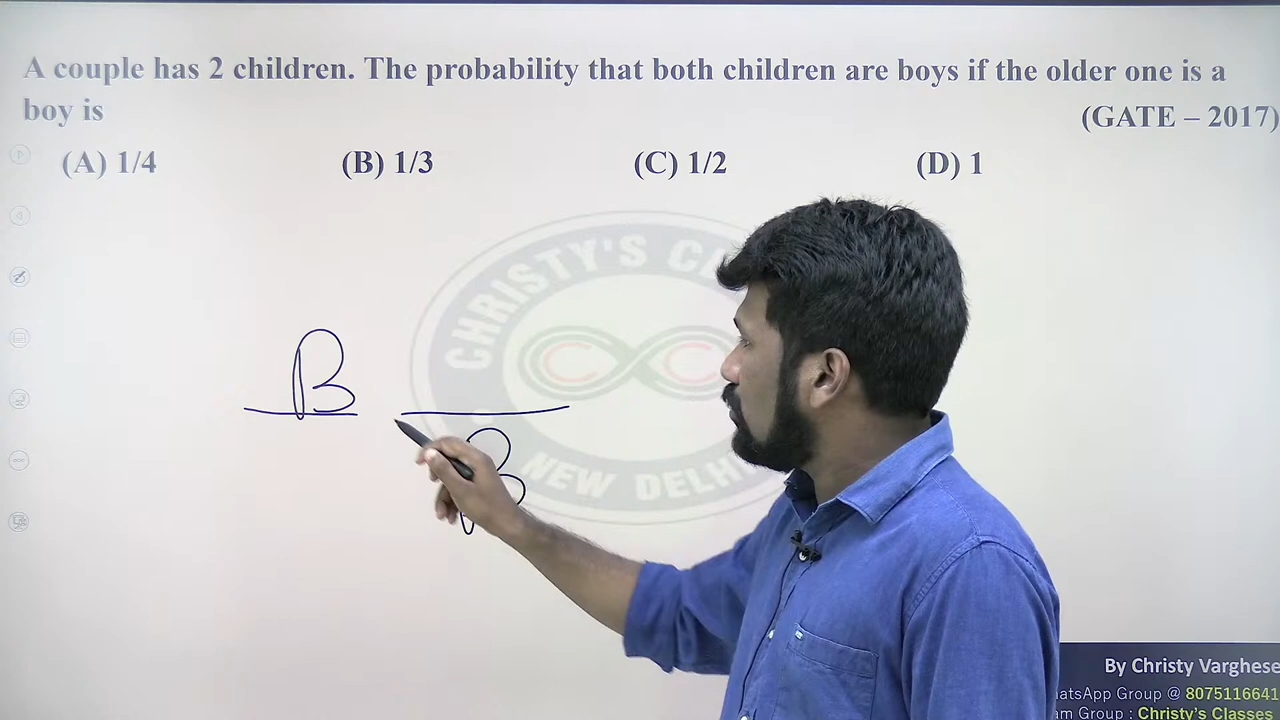 A couple has 2 children. The probability that both children are boys if the older one is a
boy is
(GATE – 2017)
(A) 1/4 (B) 1/3 (C) 1/2 (D) 1
CHRISTY'S
NEW DELHI
B
B
By Christy Varghese
WhatsApp Group @ 8075116641
Group : Christy's Classes